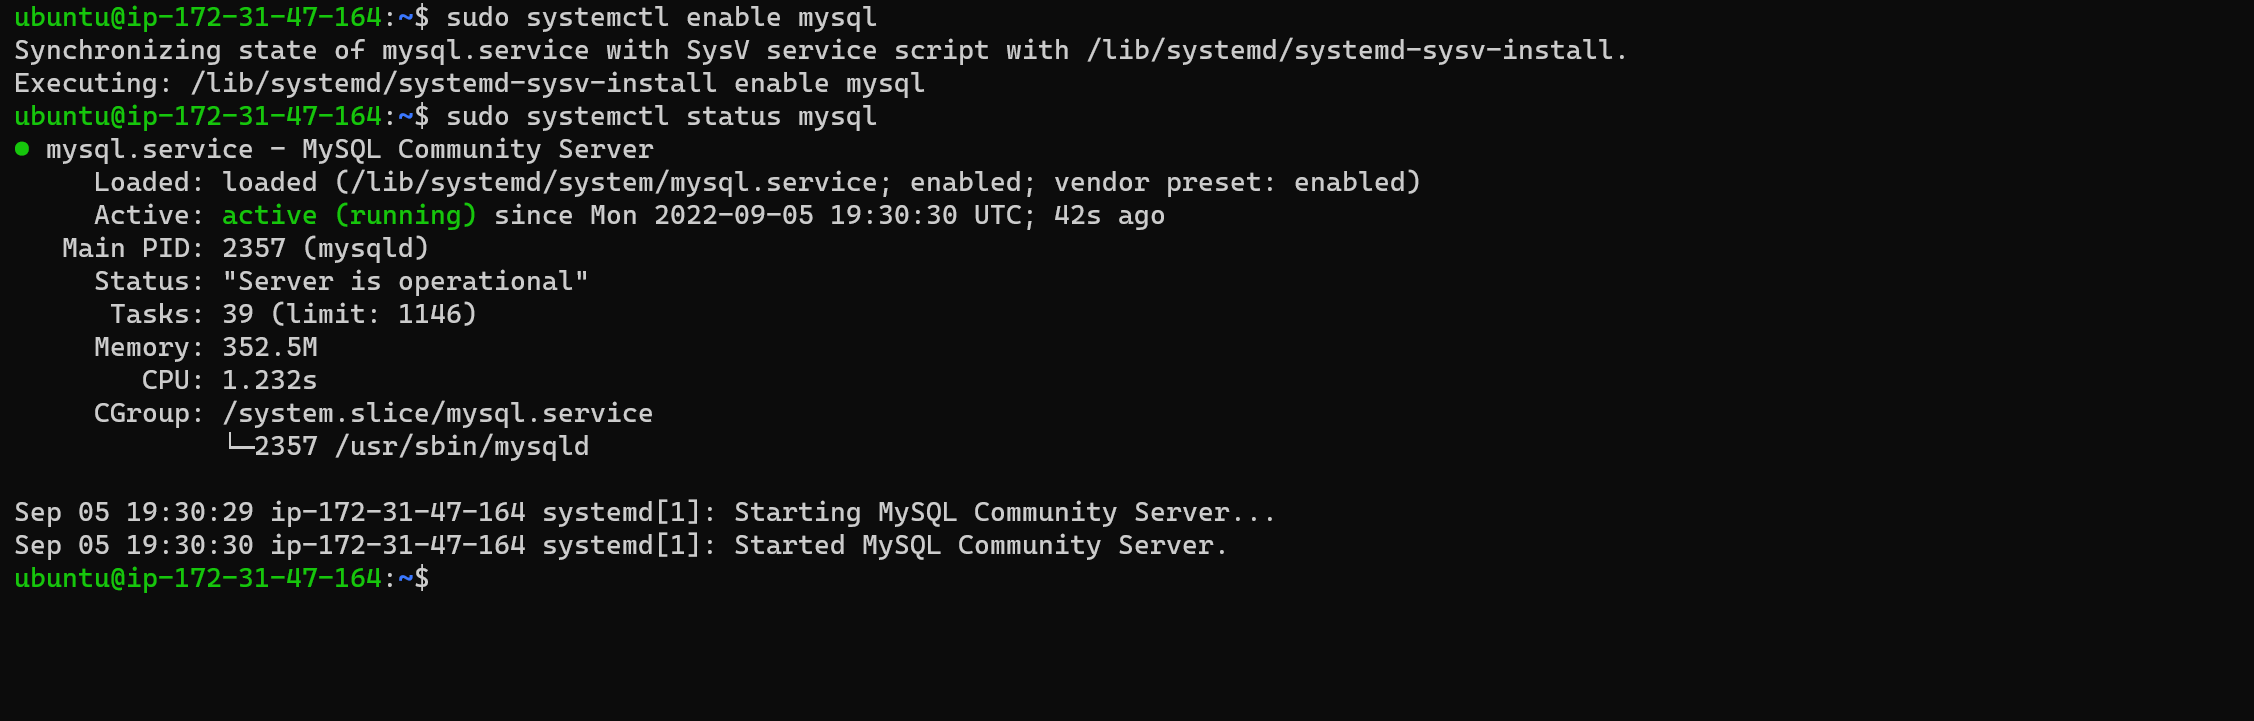 ubuntu@ip-172-31-47-164:~$ sudo systemctl enable mysql
Synchronizing state of mysql.service with SysV service script with /lib/systemd/systemd-sysv-install.
Executing: /lib/systemd/systemd-sysv-install enable mysql
ubuntu@ip-172-31-47-164:~$ sudo systemctl status mysql
● mysql.service - MySQL Community Server
     Loaded: loaded (/lib/systemd/system/mysql.service; enabled; vendor preset: enabled)
     Active: active (running) since Mon 2022-09-05 19:30:30 UTC; 42s ago
   Main PID: 2357 (mysqld)
     Status: "Server is operational"
      Tasks: 39 (limit: 1146)
     Memory: 352.5M
        CPU: 1.232s
     CGroup: /system.slice/mysql.service
             └─2357 /usr/sbin/mysqld

Sep 05 19:30:29 ip-172-31-47-164 systemd[1]: Starting MySQL Community Server...
Sep 05 19:30:30 ip-172-31-47-164 systemd[1]: Started MySQL Community Server.
ubuntu@ip-172-31-47-164:~$